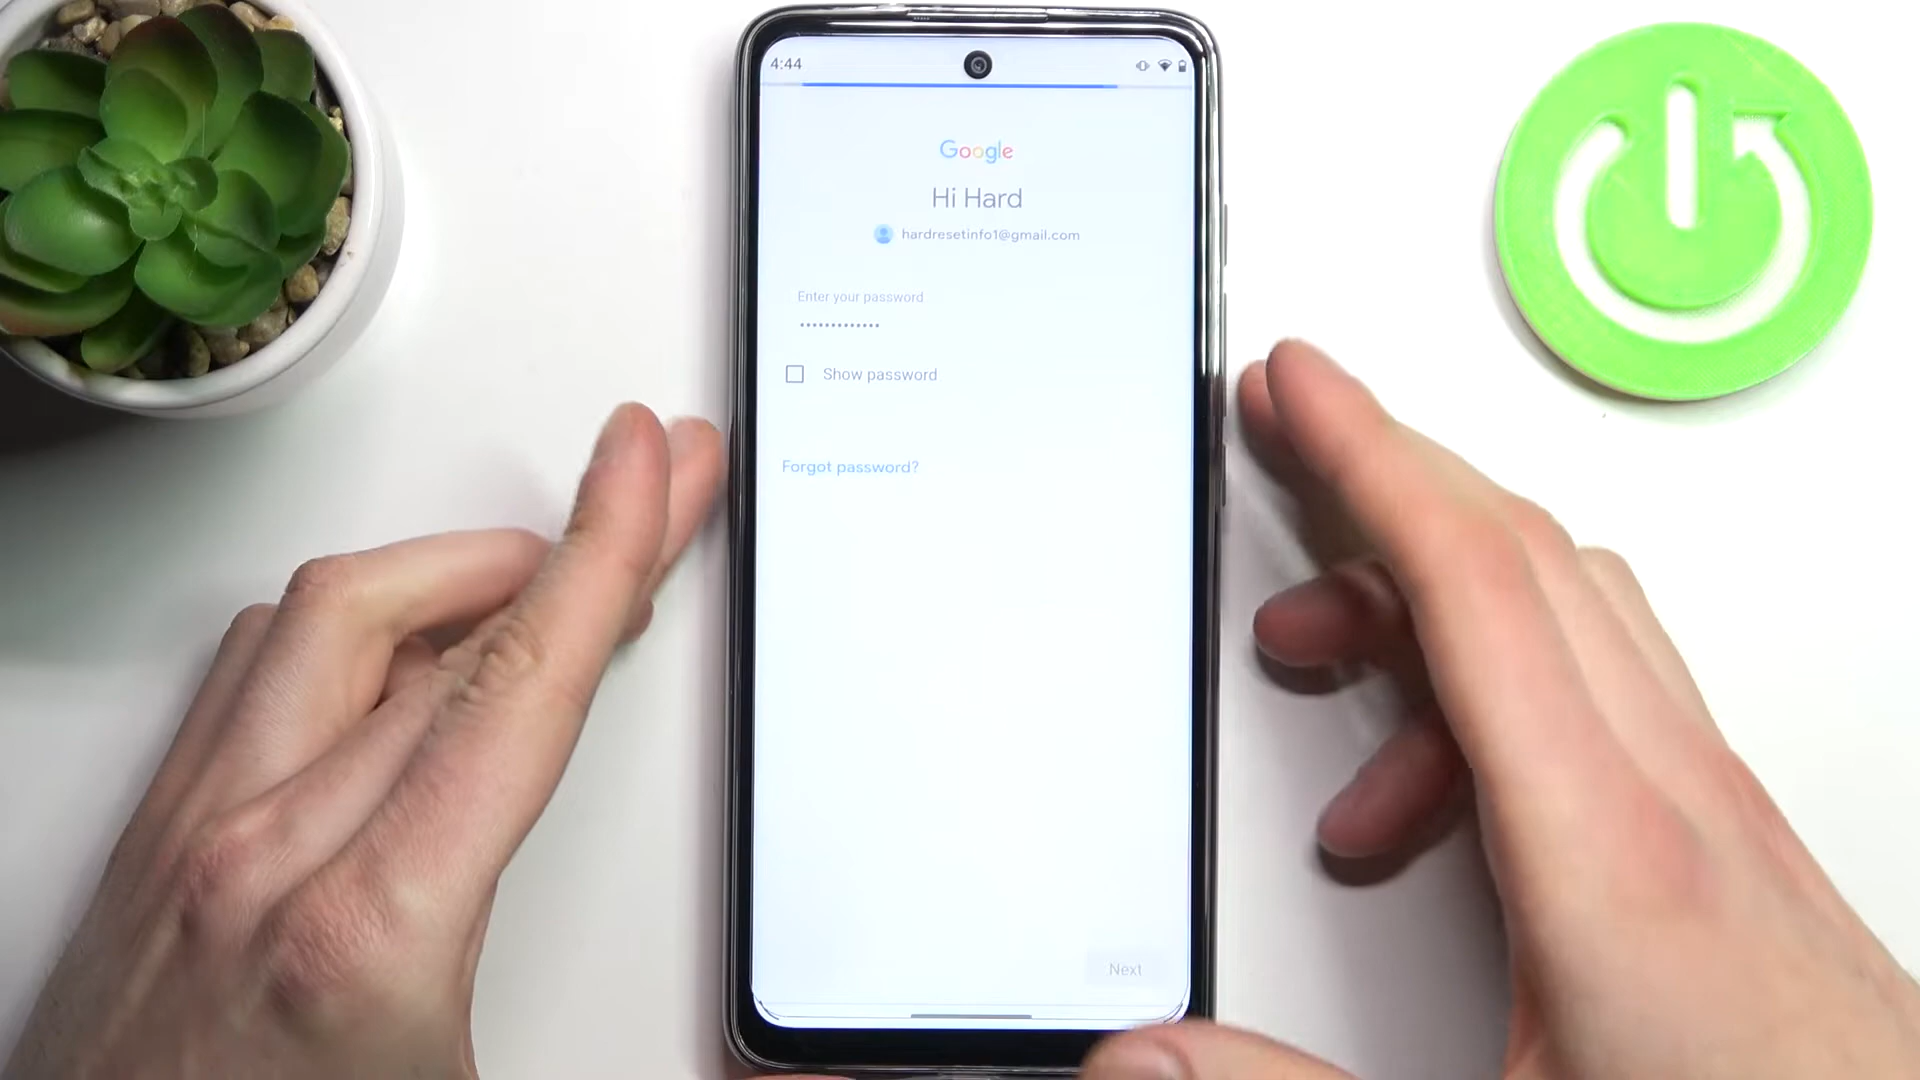 4:44
Google
Hi Hard
hardresetinfo1@gmail.com
Enter your password
•••••••••••••
Show password
Forgot password?
Next